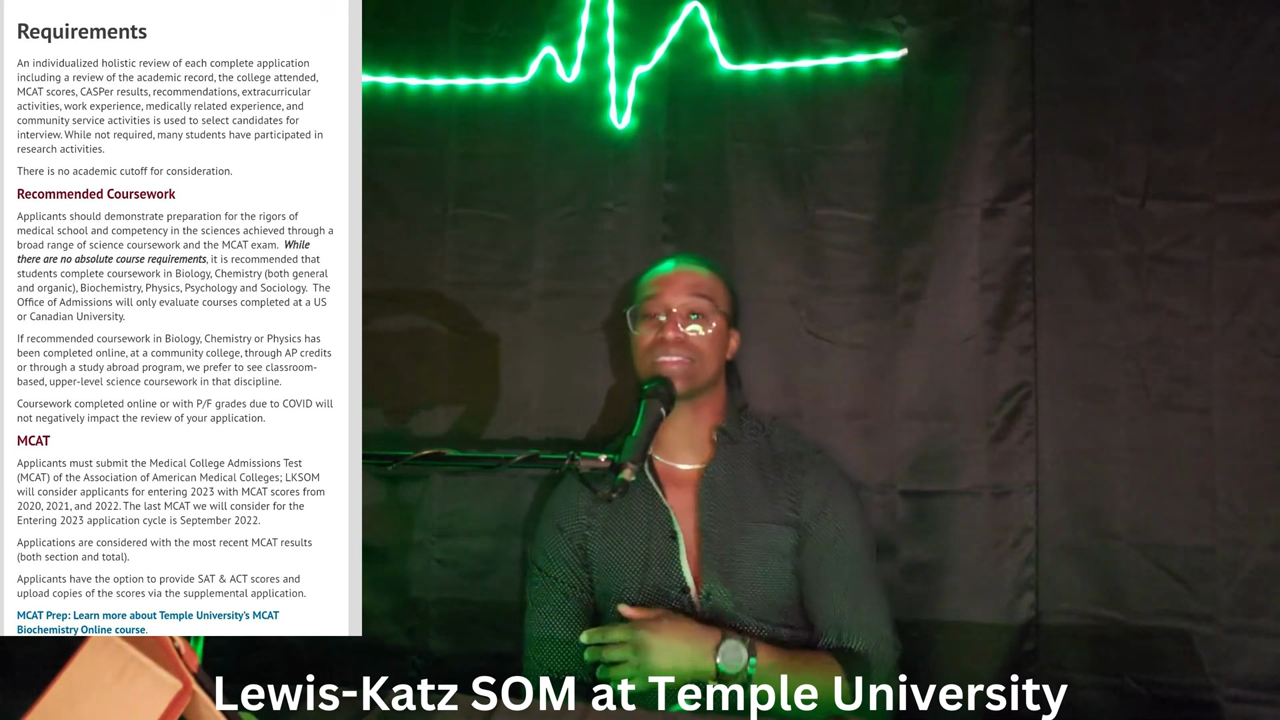 Requirements
An individualized holistic review of each complete application
including a review of the academic record, the college attended,
MCAT scores, CASPer results, recommendations, extracurricular
activities, work experience, medically related experience, and
community service activities is used to select candidates for
interview. While not required, many students have participated in
research activities.
There is no academic cutoff for consideration.
Recommended Coursework
Applicants should demonstrate preparation for the rigors of
medical school and competency in the sciences achieved through a
broad range of science coursework and the MCAT exam. While
there are no absolute course requirements, it is recommended that
students complete coursework in Biology, Chemistry (both general
and organic), Biochemistry, Physics, Psychology and Sociology. The
Office of Admissions will only evaluate courses completed at a US
or Canadian University.
If recommended coursework in Biology, Chemistry or Physics has
been completed online, at a community college, through AP credits
or through a study abroad program, we prefer to see classroom-
based, upper-level science coursework in that discipline.
Coursework completed online or with P/F grades due to COVID will
not negatively impact the review of your application.
MCAT
Applicants must submit the Medical College Admissions Test
(MCAT) of the Association of American Medical Colleges; LKSOM
will consider applicants for entering 2023 with MCAT scores from
2020, 2021, and 2022. The last MCAT we will consider for the
Entering 2023 application cycle is September 2022.
Applications are considered with the most recent MCAT results
(both section and total).
Applicants have the option to provide SAT & ACT scores and
upload copies of the scores via the supplemental application.
MCAT Prep: Learn more about Temple University's MCAT
Biochemistry Online course.
Lewis-Katz SOM at Temple University